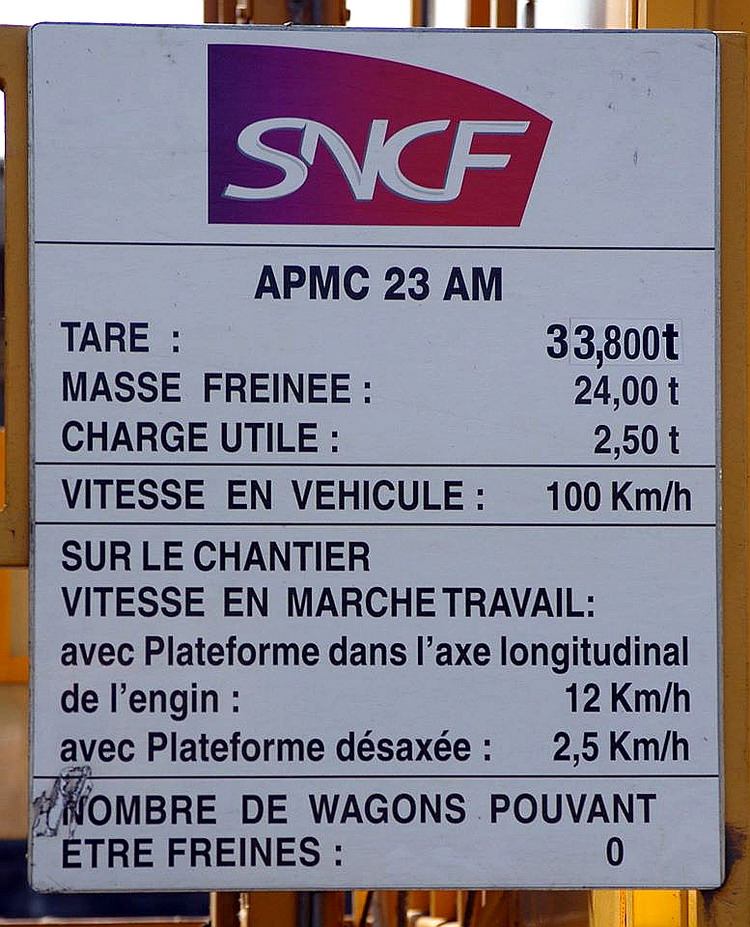 SNCF
APMC 23 AM
TARE : 33,800t
MASSE FREINEE : 24,00 t
CHARGE UTILE : 2,50 t
VITESSE EN VEHICULE : 100 Km/h
SUR LE CHANTIER
VITESSE EN MARCHE TRAVAIL:
avec Plateforme dans l'axe longitudinal
de l'engin : 12 Km/h
avec Plateforme désaxée : 2,5 Km/h
NOMBRE DE WAGONS POUVANT
ETRE FREINES : 0